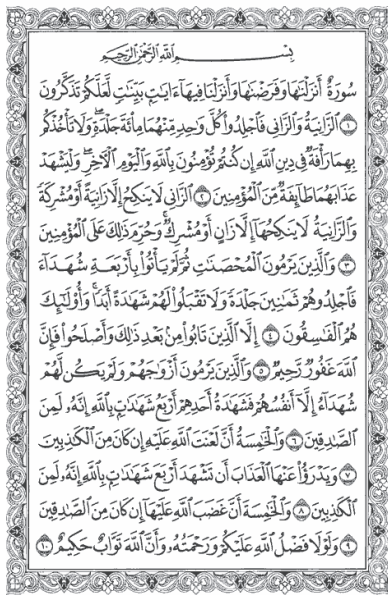 بِسْمِ اللَّهِ الرَّحْمَٰنِ الرَّحِيمِ
سُورَةٌ أَنزَلْنَٰهَا وَفَرَضْنَٰهَا وَأَنزَلْنَا فِيهَآ ءَايَٰتٍۭ بَيِّنَٰتٍ لَّعَلَّكُمْ تَذَكَّرُونَ
١ ٱلزَّانِيَةُ وَٱلزَّانِى فَٱجْلِدُوا۟ كُلَّ وَٰحِدٍ مِّنْهُمَا مِا۟ئَةَ جَلْدَةٍ وَلَا تَأْخُذْكُم
بِهِمَا رَأْفَةٌ فِى دِينِ ٱللَّهِ إِن كُنتُمْ تُؤْمِنُونَ بِٱللَّهِ وَٱلْيَوْمِ ٱلْءَاخِرِ وَلْيَشْهَدْ
عَذَابَهُمَا طَآئِفَةٌ مِّنَ ٱلْمُؤْمِنِينَ ٢ ٱلزَّانِى لَا يَنكِحُ إِلَّا زَانِيَةً أَوْ مُشْرِكَةً
وَٱلزَّانِيَةُ لَا يَنكِحُهَآ إِلَّا زَانٍ أَوْ مُشْرِكٌ وَحُرِّمَ ذَٰلِكَ عَلَى ٱلْمُؤْمِنِينَ
٣ وَٱلَّذِينَ يَرْمُونَ ٱلْمُحْصَنَٰتِ ثُمَّ لَمْ يَأْتُوا۟ بِأَرْبَعَةِ شُهَدَآءَ
فَٱجْلِدُوهُمْ ثَمَٰنِينَ جَلْدَةً وَلَا تَقْبَلُوا۟ لَهُمْ شَهَٰدَةً أَبَدًا وَأُو۟لَٰٓئِكَ
هُمُ ٱلْفَٰسِقُونَ ٤ إِلَّا ٱلَّذِينَ تَابُوا۟ مِنۢ بَعْدِ ذَٰلِكَ وَأَصْلَحُوا۟ فَإِنَّ
ٱللَّهَ غَفُورٌ رَّحِيمٌ ٥ وَٱلَّذِينَ يَرْمُونَ أَزْوَٰجَهُمْ وَلَمْ يَكُن لَّهُمْ
شُهَدَآءُ إِلَّآ أَنفُسُهُمْ فَشَهَٰدَةُ أَحَدِهِمْ أَرْبَعُ شَهَٰدَٰتٍۭ بِٱللَّهِ إِنَّهُۥ لَمِنَ
ٱلصَّٰدِقِينَ ٦ وَٱلْخَٰمِسَةُ أَنَّ لَعْنَتَ ٱللَّهِ عَلَيْهِ إِن كَانَ مِنَ ٱلْكَٰذِبِينَ
٧ وَيَدْرَؤُا۟ عَنْهَا ٱلْعَذَابَ أَن تَشْهَدَ أَرْبَعَ شَهَٰدَٰتٍۭ بِٱللَّهِ إِنَّهُۥ لَمِنَ
ٱلْكَٰذِبِينَ ٨ وَٱلْخَٰمِسَةَ أَنَّ غَضَبَ ٱللَّهِ عَلَيْهَآ إِن كَانَ مِنَ ٱلصَّٰدِقِينَ
٩ وَلَوْلَا فَضْلُ ٱللَّهِ عَلَيْكُمْ وَرَحْمَتُهُۥ وَأَنَّ ٱللَّهَ تَوَّابٌ حَكِيمٌ ١٠